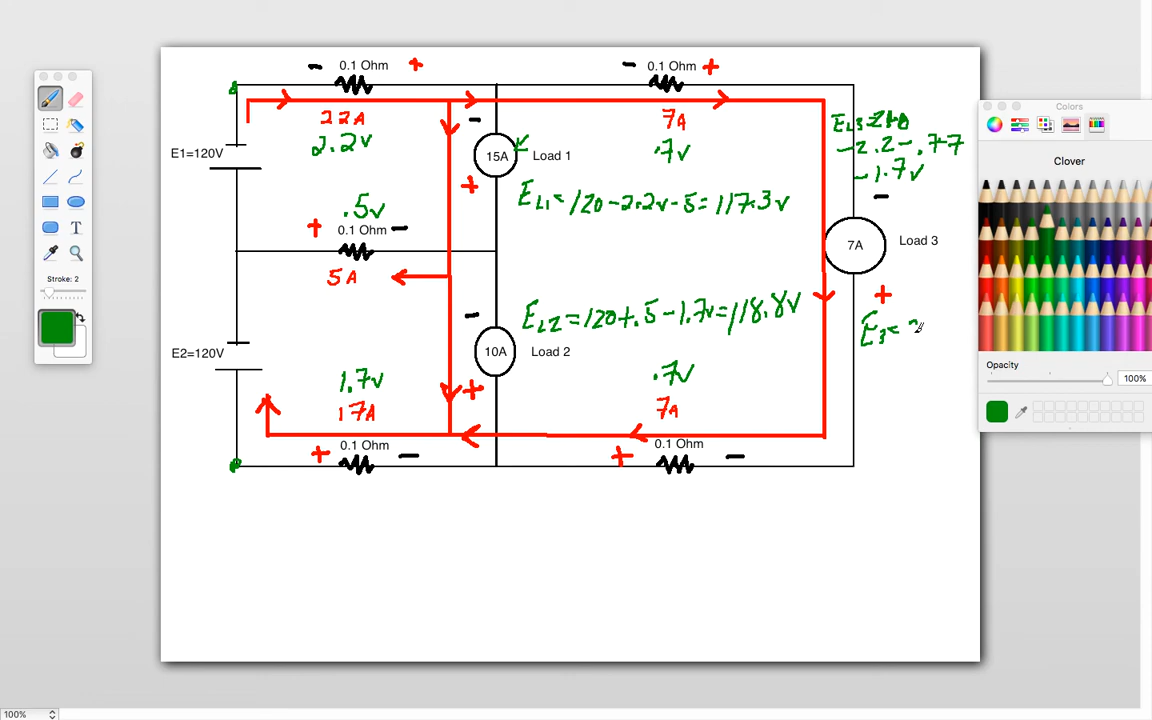 - 0.1 Ohm +
- 0.1 Ohm +
Colors
22A
2.2v
7A
.7v
EL3=240
-2.2-.7-.7
-1.7v
Clover
E1=120V
-
15A
Load 1
+
EL1=120-2.2v-.5=117.3v
-
.5v
+ 0.1 Ohm -
5A
7A
Load 3
+
Stroke: 2
-
EL2=120+.5-1.7v=118.8v
E3=
E2=120V
10A
Load 2
+
1.7v
17A
.7v
7A
Opacity
100%
0.1 Ohm
+ -
0.1 Ohm
+ -
100%